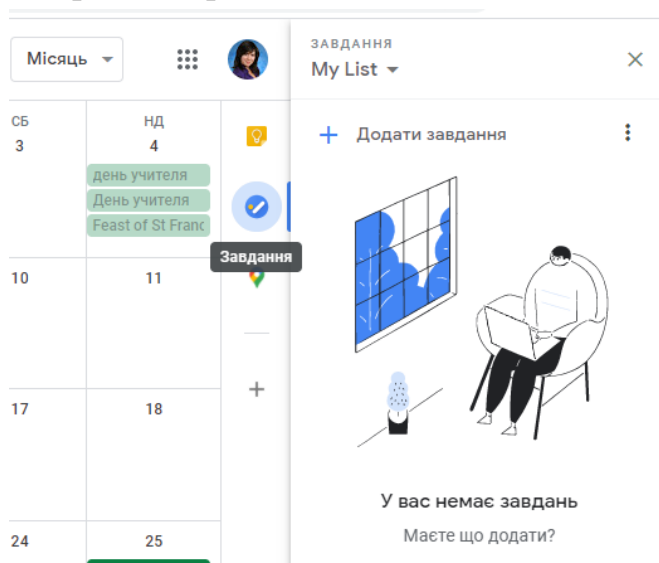 Місяць
СБ
НД
3
4
день учителя
День учителя
Feast of St Franc
10
11
17
18
24
25
Завдання
ЗАВДАННЯ
My List
Додати завдання
У вас немає завдань
Маєте що додати?